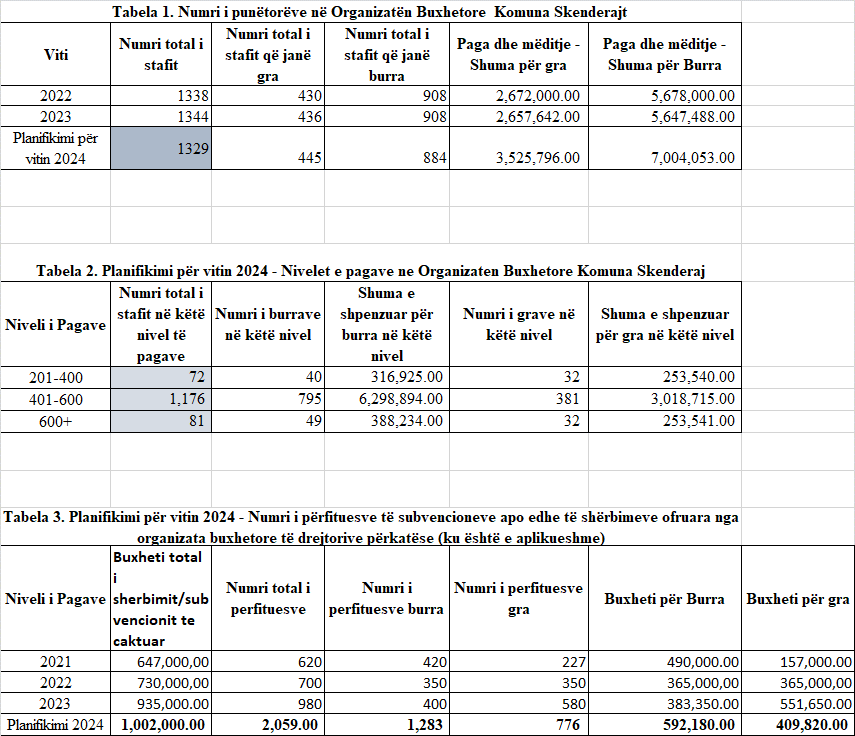 Tabela 1. Numri i punëtorëve në Organizatën Buxhetore Komuna Skenderajt
Viti | Numri total i stafit | Numri total i stafit që janë gra | Numri total i stafit që janë burra | Paga dhe mëditje - Shuma për gra | Paga dhe mëditje - Shuma për Burra
2022 | 1338 | 430 | 908 | 2,672,000.00 | 5,678,000.00
2023 | 1344 | 436 | 908 | 2,657,642.00 | 5,647,488.00
Planifikimi për vitin 2024 | 1329 | 445 | 884 | 3,525,796.00 | 7,004,053.00
Tabela 2. Planifikimi për vitin 2024 - Nivelet e pagave ne Organizaten Buxhetore Komuna Skenderaj
Niveli i Pagave | Numri total i stafit në këtë nivel të pagave | Numri i burrave në këtë nivel | Shuma e shpenzuar për burra në këtë nivel | Numri i grave në këtë nivel | Shuma e shpenzuar për gra në këtë nivel
201-400 | 72 | 40 | 316,925.00 | 32 | 253,540.00
401-600 | 1,176 | 795 | 6,298,894.00 | 381 | 3,018,715.00
600+ | 81 | 49 | 388,234.00 | 32 | 253,541.00
Tabela 3. Planifikimi për vitin 2024 - Numri i përfituesve të subvencioneve apo edhe të shërbimeve ofruara nga
organizata buxhetore të drejtorive përkatëse (ku është e aplikueshme)
Niveli i Pagave | Buxheti total i sherbimit/subvencionit te caktuar | Numri total i perfituesve | Numri i perfituesve burra | Numri i perfituesve gra | Buxheti për Burra | Buxheti për gra
2021 | 647,000,00 | 620 | 420 | 227 | 490,000.00 | 157,000.00
2022 | 730,000,00 | 700 | 350 | 350 | 365,000,00 | 365,000,00
2023 | 935,000.00 | 980 | 400 | 580 | 383,350.00 | 551,650.00
Planifikimi 2024 | 1,002,000.00 | 2,059.00 | 1,283 | 776 | 592,180.00 | 409,820.00